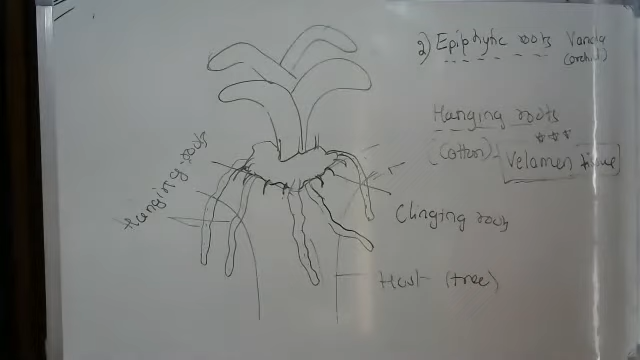 2) Epiphytic roots Vanda
(orchid)
Hanging roots
(cotton) - Velamen tissue
Hanging roots
Clinging roots
Host (tree)